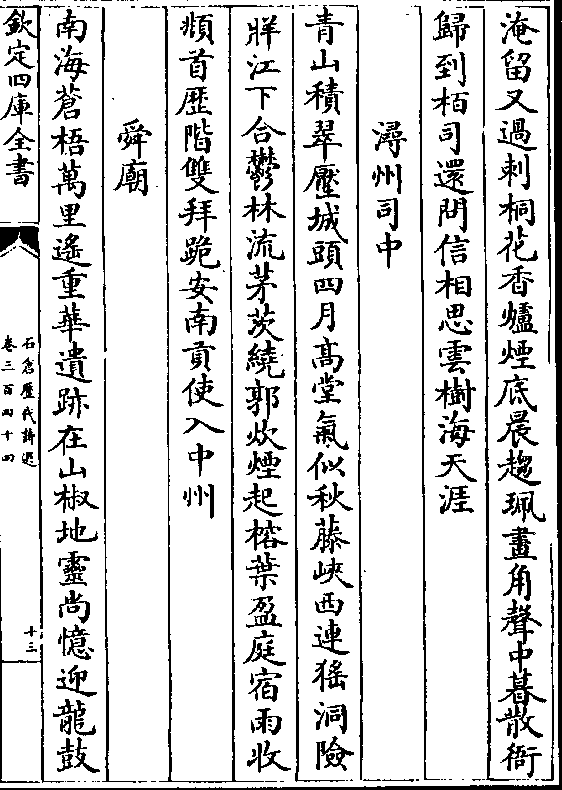 淹留又過刺桐花香爐煙底晨趨珮畫角聲中暮散衙
歸到栢司還問信相思雲樹海天涯
潯州司中
青山積翠壓城頭四月髙堂氣似秋藤峽西連猺洞險
牂江下合鬱林流茅茨繞郭炊煙起榕葉盈庭宿雨收
頫首歴階雙拜跪安南貢使入中州
舜廟
南海蒼梧萬里遙重華遺跡在山椒地靈尚憶迎龍鼓
欽定四庫全書
石倉歴代詩選
卷三百四十四
十三